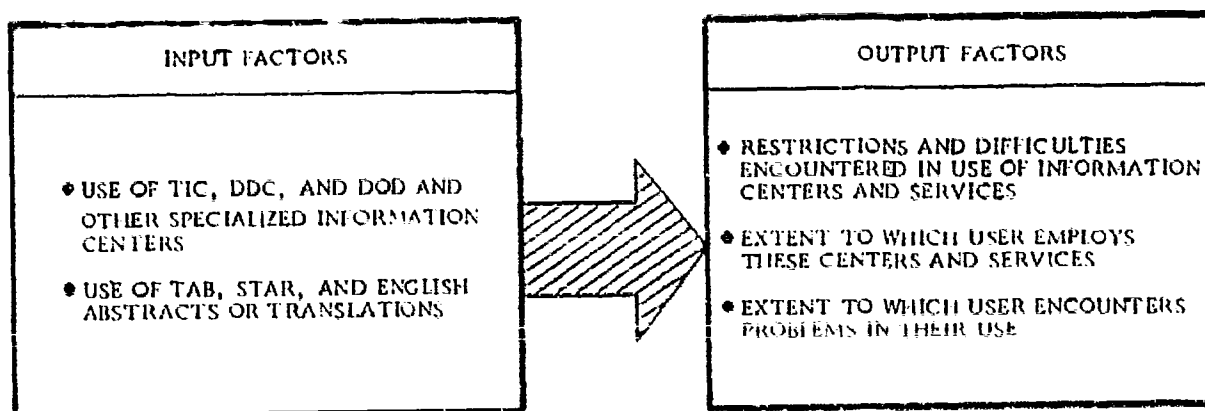 INPUT FACTORS
• USE OF TIC, DDC, AND DOD AND
OTHER SPECIALIZED INFORMATION
CENTERS
• USE OF TAB, STAR, AND ENGLISH
ABSTRACTS OR TRANSLATIONS
OUTPUT FACTORS
• RESTRICTIONS AND DIFFICULTIES
ENCOUNTERED IN USE OF INFORMATION
CENTERS AND SERVICES
• EXTENT TO WHICH USER EMPLOYS
THESE CENTERS AND SERVICES
• EXTENT TO WHICH USER ENCOUNTERS
PROBLEMS IN THEIR USE